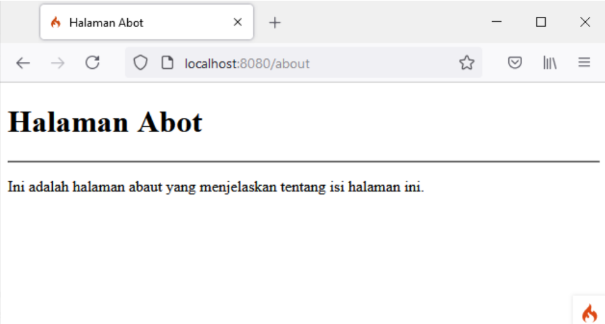 Halaman Abot
localhost:8080/about
Halaman Abot
Ini adalah halaman abaut yang menjelaskan tentang isi halaman ini.